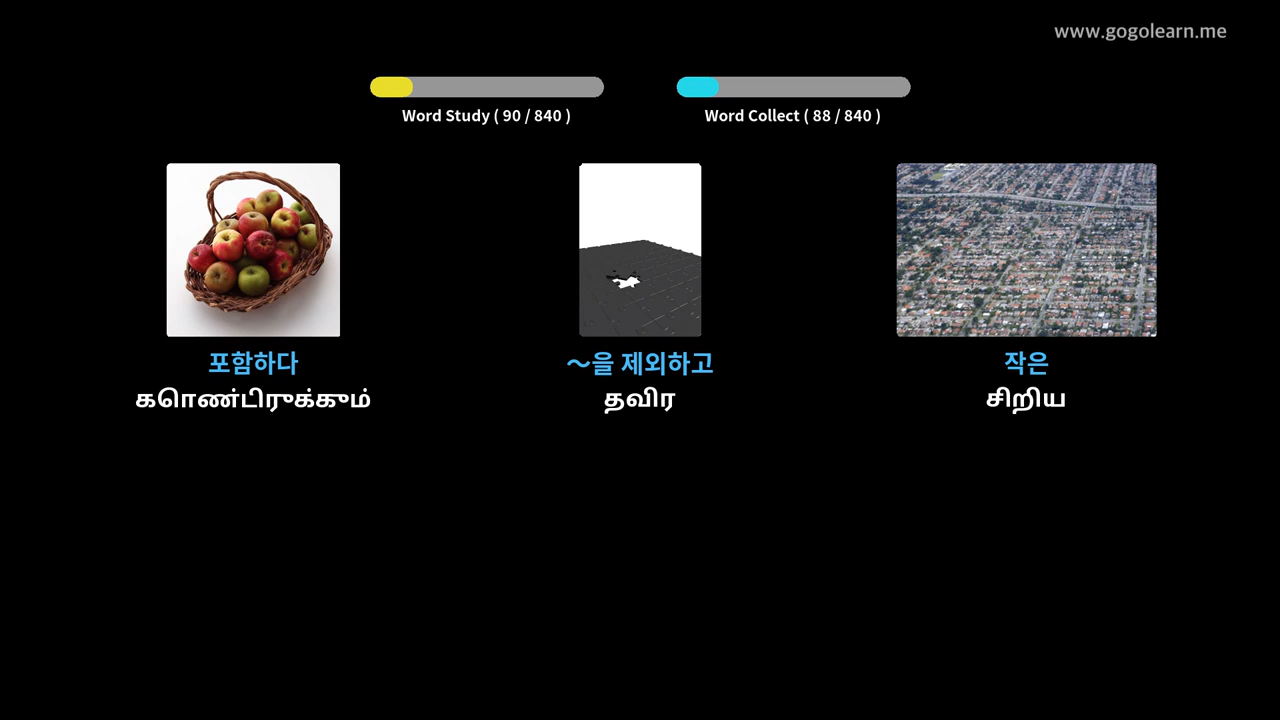 www.gogolearn.me
Word Study ( 90 / 840 )
Word Collect ( 88 / 840 )
포함하다
～을 제외하고
작은
கொண்டிருக்கும்
தவிர
சிறிய